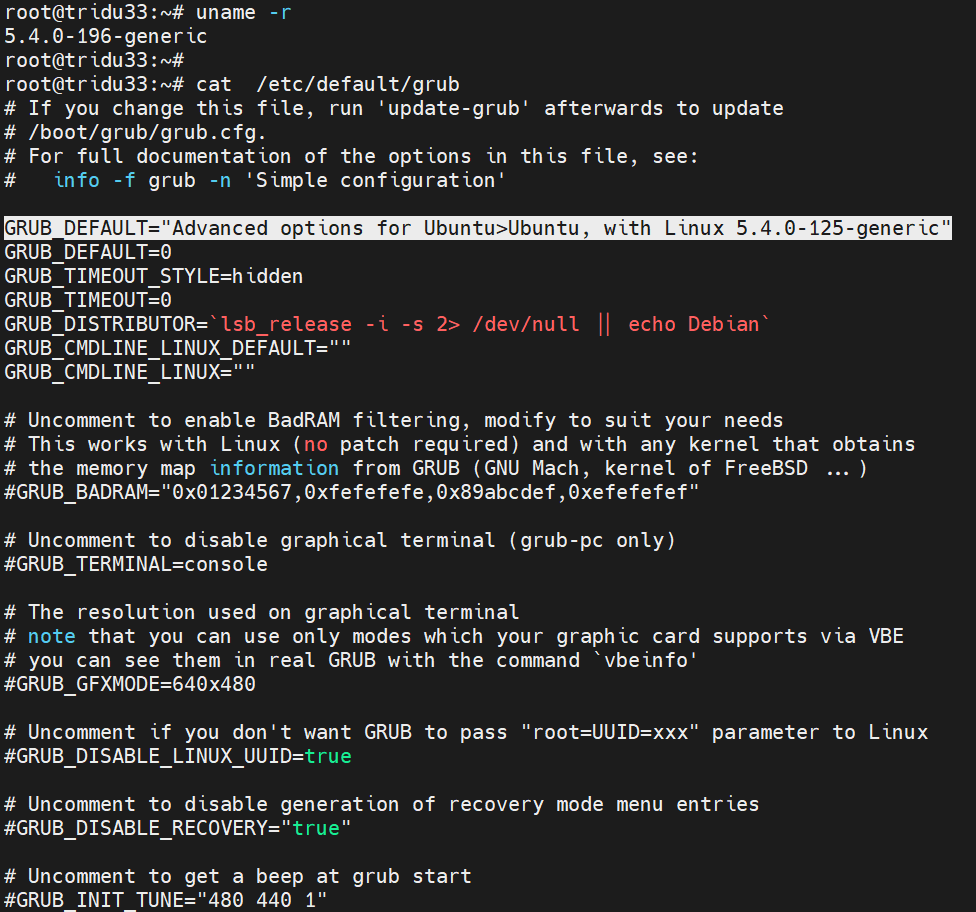 root@tridu33:~# uname -r
5.4.0-196-generic
root@tridu33:~#
root@tridu33:~# cat  /etc/default/grub
# If you change this file, run 'update-grub' afterwards to update
# /boot/grub/grub.cfg.
# For full documentation of the options in this file, see:
#   info -f grub -n 'Simple configuration'

GRUB_DEFAULT="Advanced options for Ubuntu>Ubuntu, with Linux 5.4.0-125-generic"
GRUB_DEFAULT=0
GRUB_TIMEOUT_STYLE=hidden
GRUB_TIMEOUT=0
GRUB_DISTRIBUTOR=`lsb_release -i -s 2> /dev/null || echo Debian`
GRUB_CMDLINE_LINUX_DEFAULT=""
GRUB_CMDLINE_LINUX=""

# Uncomment to enable BadRAM filtering, modify to suit your needs
# This works with Linux (no patch required) and with any kernel that obtains
# the memory map information from GRUB (GNU Mach, kernel of FreeBSD ...)
#GRUB_BADRAM="0x01234567,0xfefefefe,0x89abcdef,0xefefefef"

# Uncomment to disable graphical terminal (grub-pc only)
#GRUB_TERMINAL=console

# The resolution used on graphical terminal
# note that you can use only modes which your graphic card supports via VBE
# you can see them in real GRUB with the command `vbeinfo'
#GRUB_GFXMODE=640x480

# Uncomment if you don't want GRUB to pass "root=UUID=xxx" parameter to Linux
#GRUB_DISABLE_LINUX_UUID=true

# Uncomment to disable generation of recovery mode menu entries
#GRUB_DISABLE_RECOVERY="true"

# Uncomment to get a beep at grub start
#GRUB_INIT_TUNE="480 440 1"